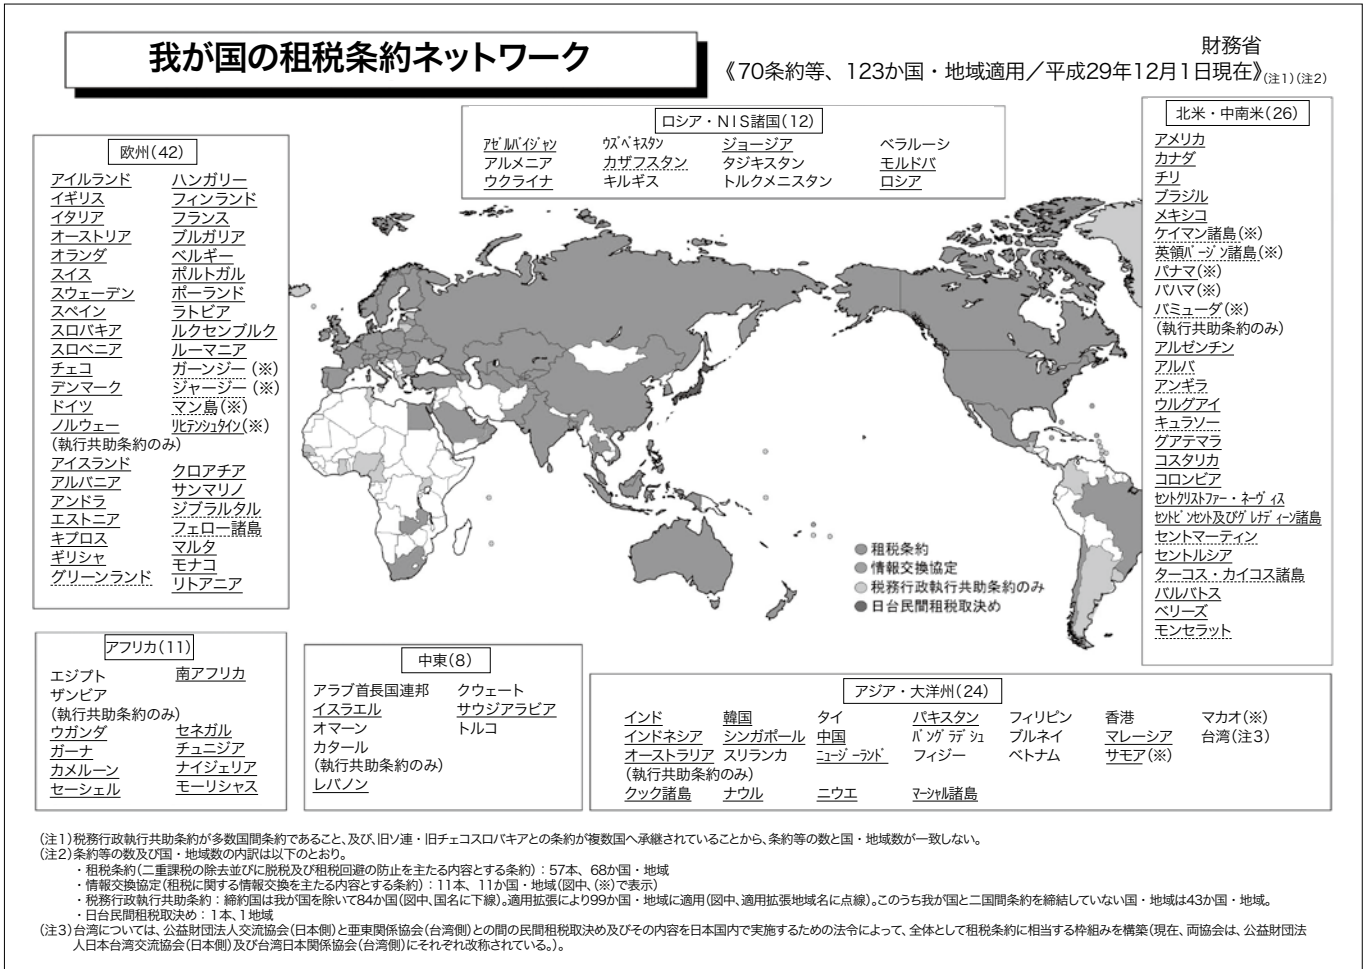 我が国の租税条約ネットワーク
財務省
《70条約等、123か国・地域適用／平成29年12月1日現在》(注1)(注2)
欧州(42)
アイルランド ハンガリー
イギリス フィンランド
イタリア フランス
オーストリア ブルガリア
オランダ ベルギー
スイス ポルトガル
スウェーデン ポーランド
スペイン ラトビア
スロバキア ルクセンブルク
スロベニア ルーマニア
チェコ ガーンジー(※)
デンマーク ジャージー(※)
ドイツ マン島(※)
ノルウェー ﾘﾋﾃﾝｼｭﾀｲﾝ(※)
(執行共助条約のみ)
アイスランド クロアチア
アルバニア サンマリノ
アンドラ ジブラルタル
エストニア フェロー諸島
キプロス マルタ
ギリシャ モナコ
グリーンランド リトアニア
ロシア・NIS諸国(12)
ｱｾﾞﾙﾊﾞｲｼﾞｬﾝ ｳｽﾞﾍﾞｷｽﾀﾝ ジョージア ベラルーシ
アルメニア カザフスタン タジキスタン モルドバ
ウクライナ キルギス トルクメニスタン ロシア
北米・中南米(26)
アメリカ
カナダ
チリ
ブラジル
メキシコ
ケイマン諸島(※)
英領ﾊﾞｰｼﾞﾝ諸島(※)
パナマ(※)
バハマ(※)
バミューダ(※)
(執行共助条約のみ)
アルゼンチン
アルバ
アンギラ
ウルグアイ
キュラソー
グアテマラ
コスタリカ
コロンビア
ｾﾝﾄｸﾘｽﾄﾌｧｰ・ﾈｰｳﾞｨｽ
ｾﾝﾄﾋﾞﾝｾﾝﾄ及びｸﾞﾚﾅﾃﾞｨｰﾝ諸島
セントマーティン
セントルシア
タークス・カイコス諸島
バルバドス
ベリーズ
モンセラット
●租税条約
●情報交換協定
●税務行政執行共助条約のみ
●日台民間租税取決め
アフリカ(11)
エジプト 南アフリカ
ザンビア
(執行共助条約のみ)
ウガンダ セネガル
ガーナ チュニジア
カメルーン ナイジェリア
セーシェル モーリシャス
中東(8)
アラブ首長国連邦 クウェート
イスラエル サウジアラビア
オマーン トルコ
カタール
(執行共助条約のみ)
レバノン
アジア・大洋州(24)
インド 韓国 タイ パキスタン フィリピン 香港 マカオ(※)
インドネシア シンガポール 中国 ﾊﾞﾝｸﾞﾗﾃﾞｼｭ ブルネイ マレーシア 台湾(注3)
オーストラリア スリランカ ﾆｭｰｼﾞｰﾗﾝﾄﾞ フィジー ベトナム サモア(※)
(執行共助条約のみ)
クック諸島 ナウル ニウエ ﾏｰｼｬﾙ諸島
(注1)税務行政執行共助条約が多数国間条約であること、及び、旧ソ連・旧チェコスロバキアとの条約が複数国へ承継されていることから、条約等の数と国・地域数が一致しない。
(注2)条約等の数及び国・地域数の内訳は以下のとおり。
・租税条約(二重課税の除去並びに脱税及び租税回避の防止を主たる内容とする条約)：57本、68か国・地域
・情報交換協定(租税に関する情報交換を主たる内容とする条約)：11本、11か国・地域(図中、(※)で表示)
・税務行政執行共助条約：締約国は我が国を除いて84か国(図中、国名に下線)。適用拡張により99か国・地域に適用(図中、適用拡張地域名に点線)。このうち我が国と二国間条約を締結していない国・地域は43か国・地域。
・日台民間租税取決め：1本、1地域
(注3)台湾については、公益財団法人交流協会(日本側)と亜東関係協会(台湾側)との間の民間租税取決め及びその内容を日本国内で実施するための法令によって、全体として租税条約に相当する枠組みを構築(現在、両協会は、公益財団法
人日本台湾交流協会(日本側)及び台湾日本関係協会(台湾側)にそれぞれ改称されている。)。